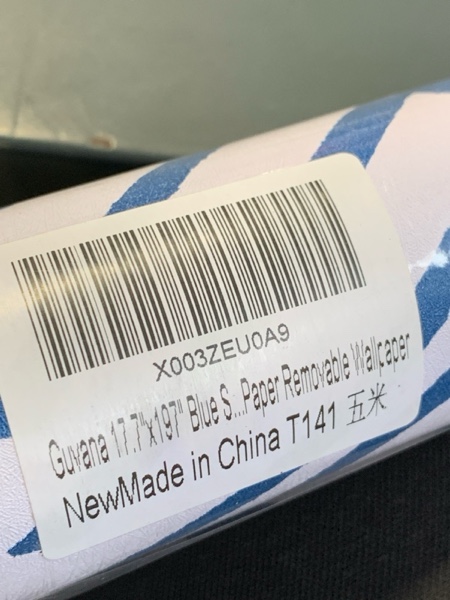 X003ZEU0A9
Guvana 17.7"x197" Blue S...Paper Removable Wallpaper
NewMade in China T141 五米